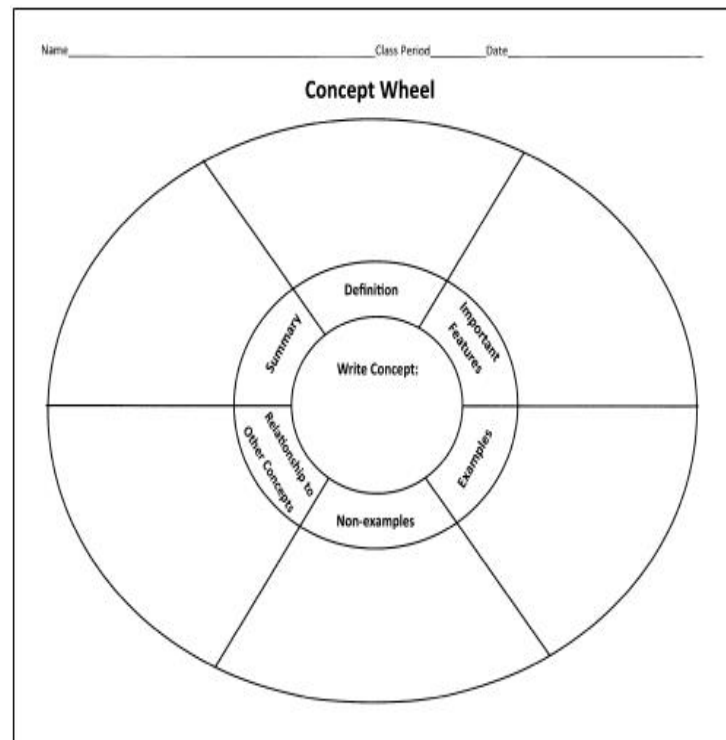 Name Class Period Date
Concept Wheel
Definition
Important
Features
Examples
Non-examples
Relationship to
Other Concepts
Summary
Write Concept: